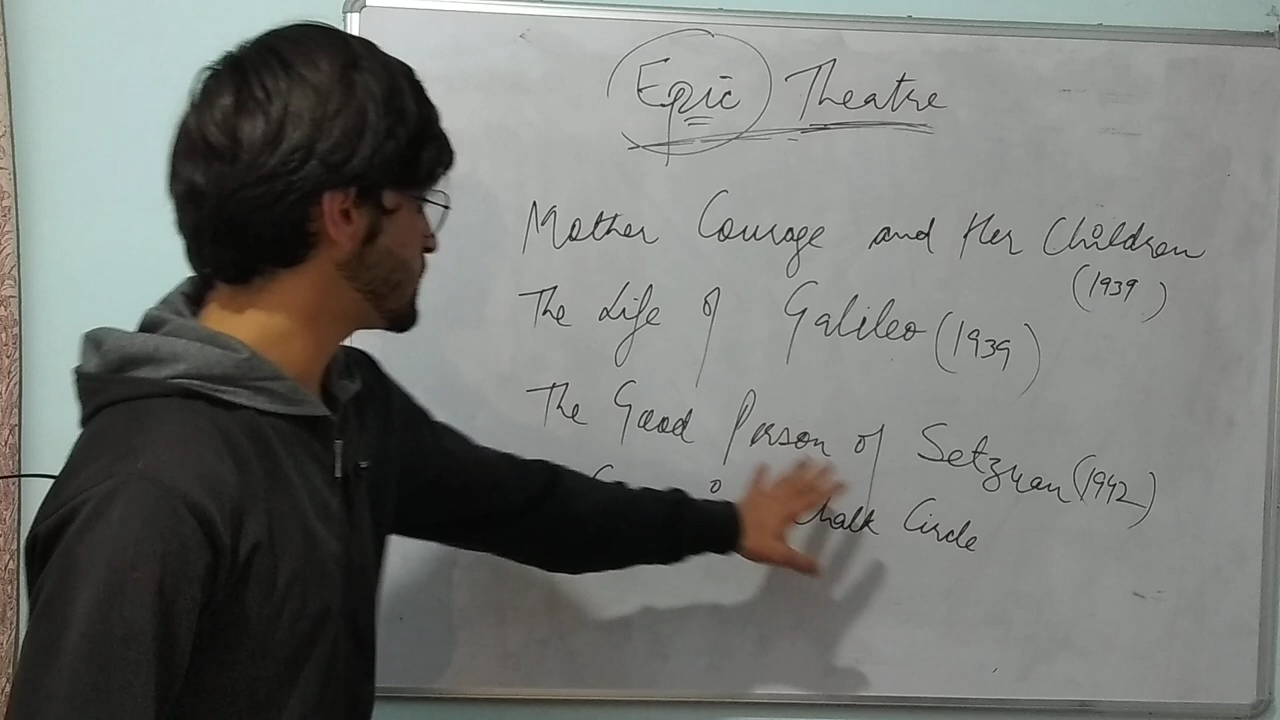 Epic Theatre
Mother Courage and Her Children
(1939)
The Life of Galileo (1939)
The Good Person of Setzuan (1942)
Chalk Circle